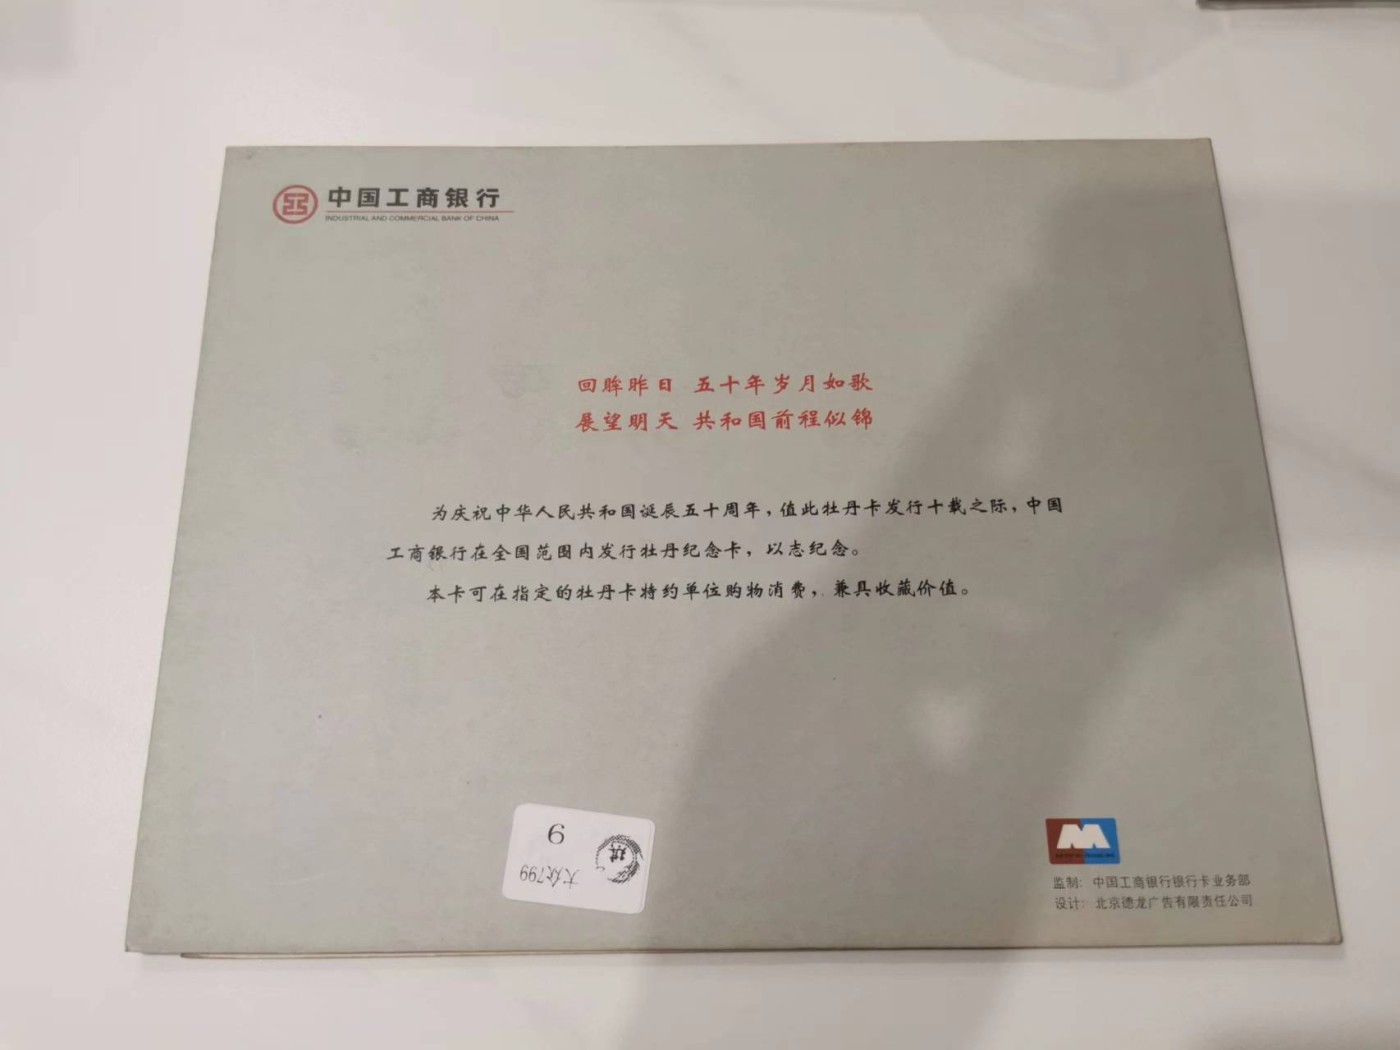 中国工商银行
INDUSTRIAL AND COMMERCIAL BANK OF CHINA
回眸昨日 五十年岁月如歌
展望明天 共和国前程似锦
为庆祝中华人民共和国诞辰五十周年，值此牡丹卡发行十载之际，中国
工商银行在全国范围内发行牡丹纪念卡，以志纪念。
本卡可在指定的牡丹卡特约单位购物消费，兼具收藏价值。
9
大众799
监制：中国工商银行银行卡业务部
设计：北京德龙广告有限责任公司